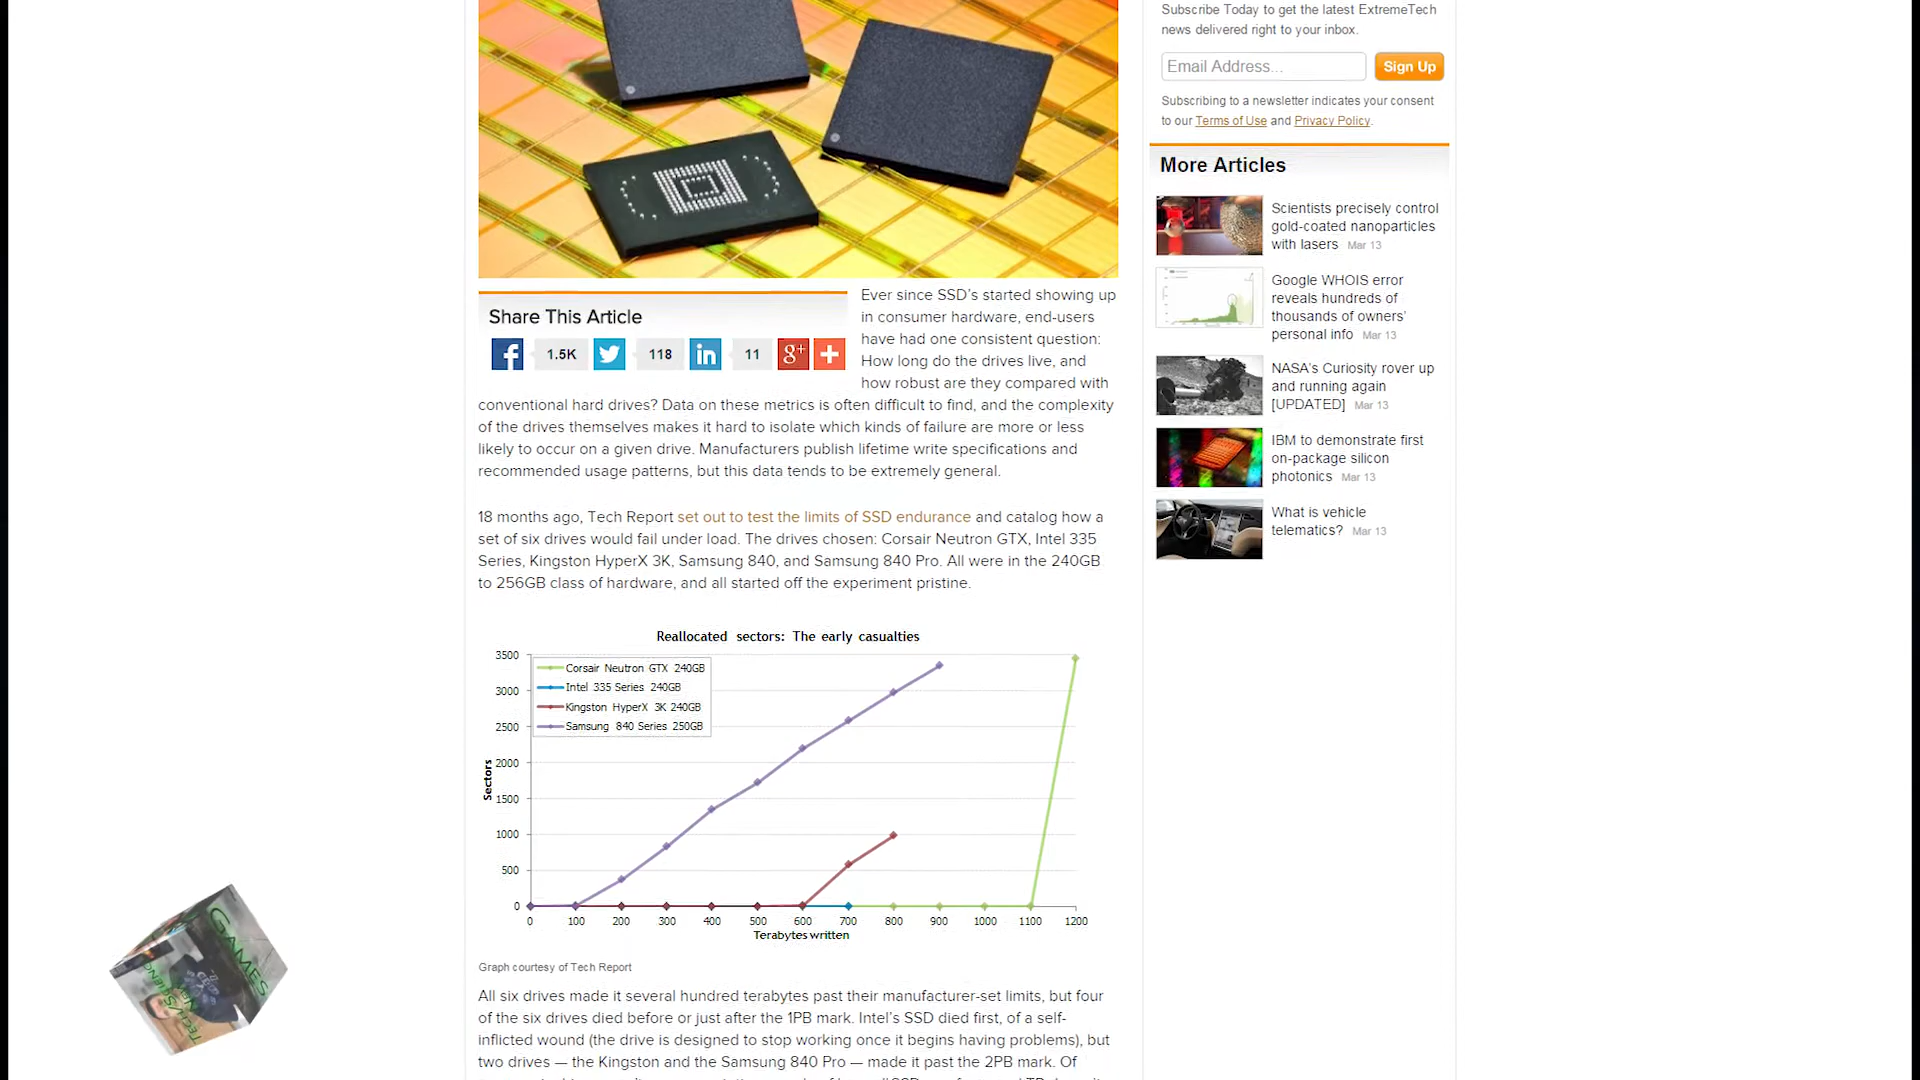 Subscribe Today to get the latest ExtremeTech
news delivered right to your inbox.
Email Address...
Sign Up
Subscribing to a newsletter indicates your consent
to our Terms of Use and Privacy Policy.
More Articles
Scientists precisely control
gold-coated nanoparticles
with lasers Mar 13
Google WHOIS error
reveals hundreds of
thousands of owners'
personal info Mar 13
NASA's Curiosity rover up
and running again
[UPDATED] Mar 13
IBM to demonstrate first
on-package silicon
photonics Mar 13
What is vehicle
telematics? Mar 13
Share This Article
1.5K
118
11
Ever since SSD's started showing up
in consumer hardware, end-users
have had one consistent question:
How long do the drives live, and
how robust are they compared with
conventional hard drives? Data on these metrics is often difficult to find, and the complexity
of the drives themselves makes it hard to isolate which kinds of failure are more or less
likely to occur on a given drive. Manufacturers publish lifetime write specifications and
recommended usage patterns, but this data tends to be extremely general.
18 months ago, Tech Report set out to test the limits of SSD endurance and catalog how a
set of six drives would fail under load. The drives chosen: Corsair Neutron GTX, Intel 335
Series, Kingston HyperX 3K, Samsung 840, and Samsung 840 Pro. All were in the 240GB
to 256GB class of hardware, and all started off the experiment pristine.
Reallocated sectors: The early casualties
Corsair Neutron GTX 240GB
Intel 335 Series 240GB
Kingston HyperX 3K 240GB
Samsung 840 Series 250GB
3500
3000
2500
2000
1500
1000
500
0
Sectors
0 100 200 300 400 500 600 700 800 900 1000 1100 1200
Terabytes written
Graph courtesy of Tech Report
All six drives made it several hundred terabytes past their manufacturer-set limits, but four
of the six drives died before or just after the 1PB mark. Intel's SSD died first, of a self-
inflicted wound (the drive is designed to stop working once it begins having problems), but
two drives — the Kingston and the Samsung 840 Pro — made it past the 2PB mark. Of
GAMES
TECH/SCIENCE
NEWS